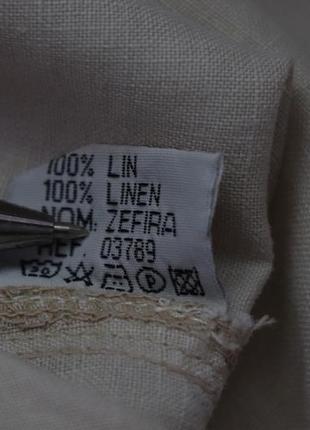 100% LIN
100% LINEN
NOM: ZEFIRA
REF. 03789
P